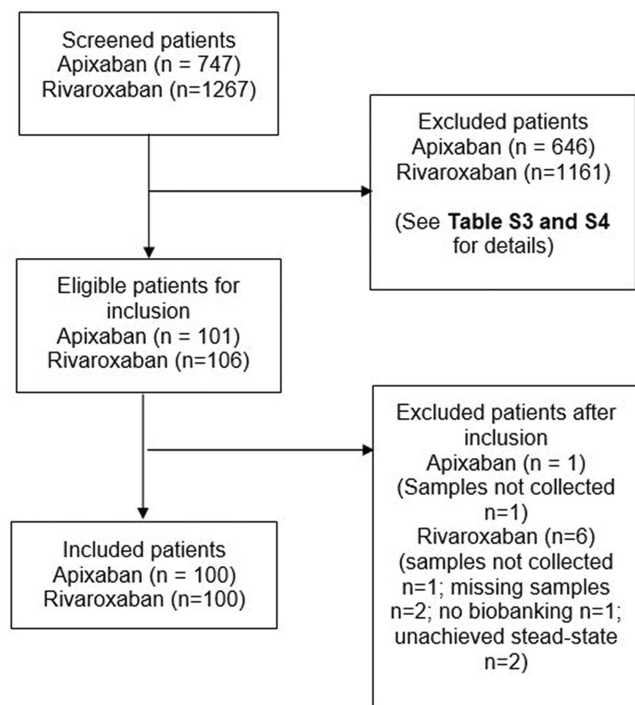 Screened patients
Apixaban (n = 747)
Rivaroxaban (n=1267)
Excluded patients
Apixaban (n = 646)
Rivaroxaban (n=1161)
(See Table S3 and S4
for details)
Eligible patients for
inclusion
Apixaban (n = 101)
Rivaroxaban (n=106)
Excluded patients after
inclusion
Apixaban (n = 1)
(Samples not collected
n=1)
Rivaroxaban (n=6)
(samples not collected
n=1; missing samples
n=2; no biobanking n=1;
unachieved stead-state
n=2)
Included patients
Apixaban (n = 100)
Rivaroxaban (n=100)